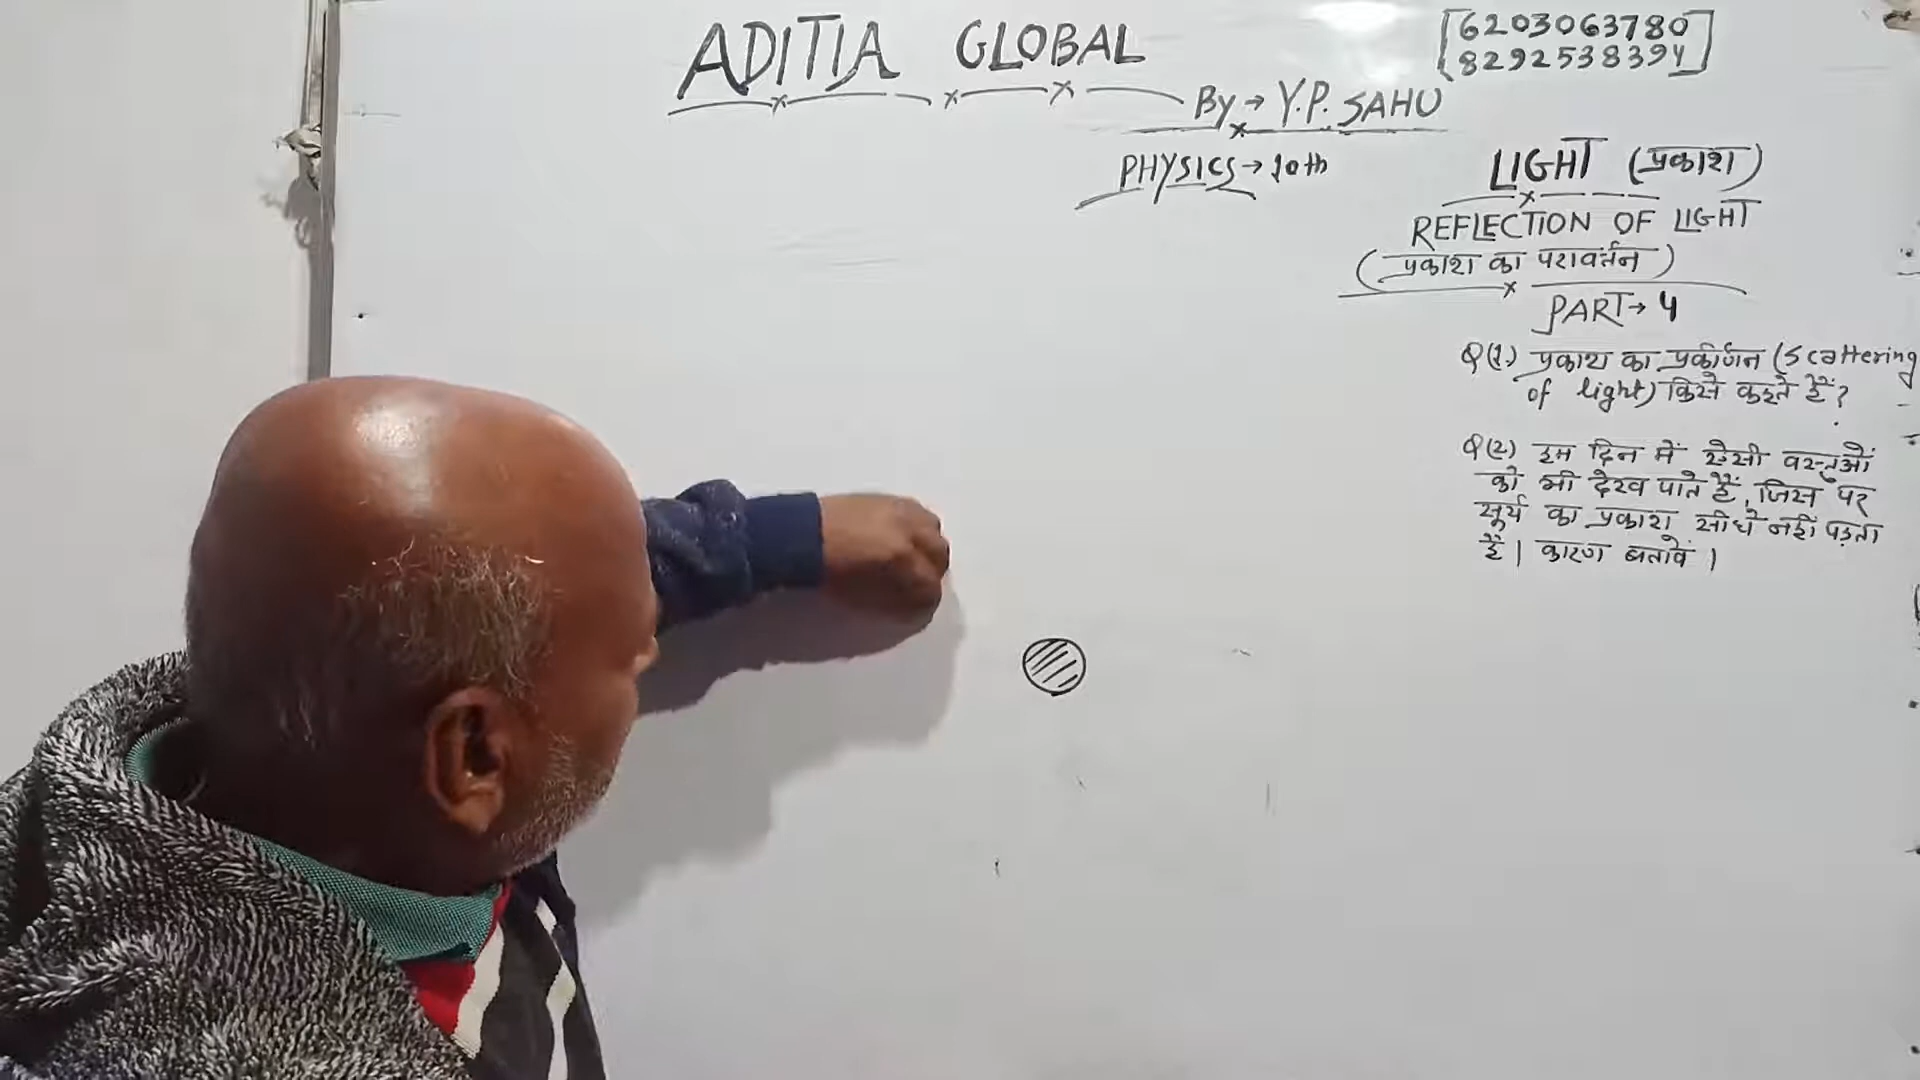 ADITIA GLOBAL
6203063780
8292538394
By → Y.P. SAHU
PHYSICS → 10th
LIGHT (प्रकाश)
REFLECTION OF LIGHT
(प्रकाश का परावर्तन)
PART → 4
Q(1.) प्रकाश का प्रकीर्णन (Scattering
of light) किसे कहते हैं?
Q(2.) हम दिन में ऐसी वस्तुओं
को भी देख पाते हैं, जिस पर
सूर्य का प्रकाश सीधे नहीं पड़ता
है। कारण बतावें।